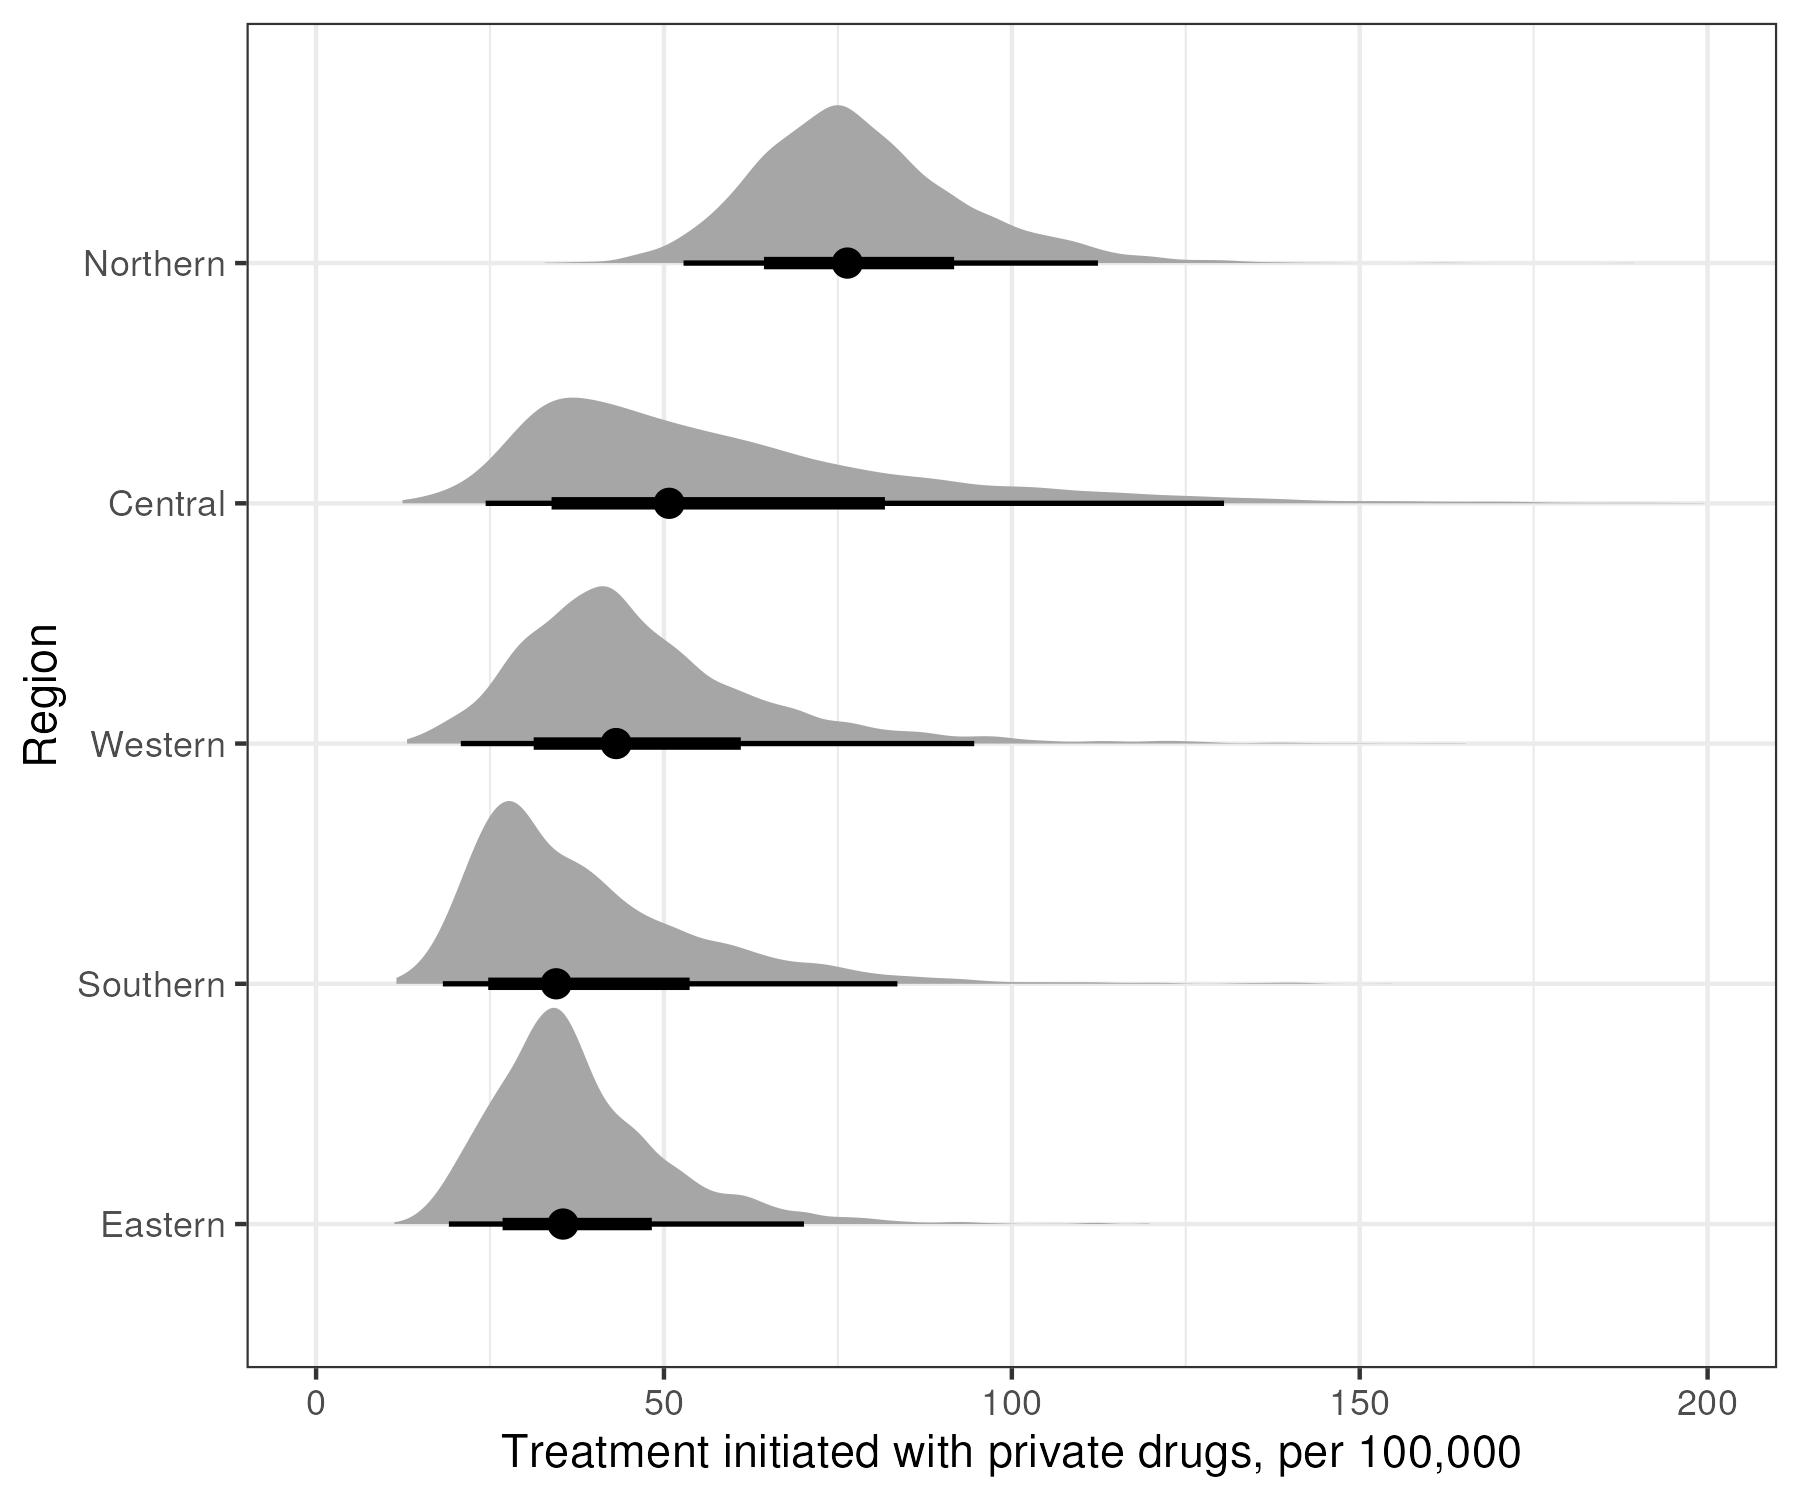 Northern
Central
Western
Southern
Eastern
Region
0 50 100 150 200
Treatment initiated with private drugs, per 100,000